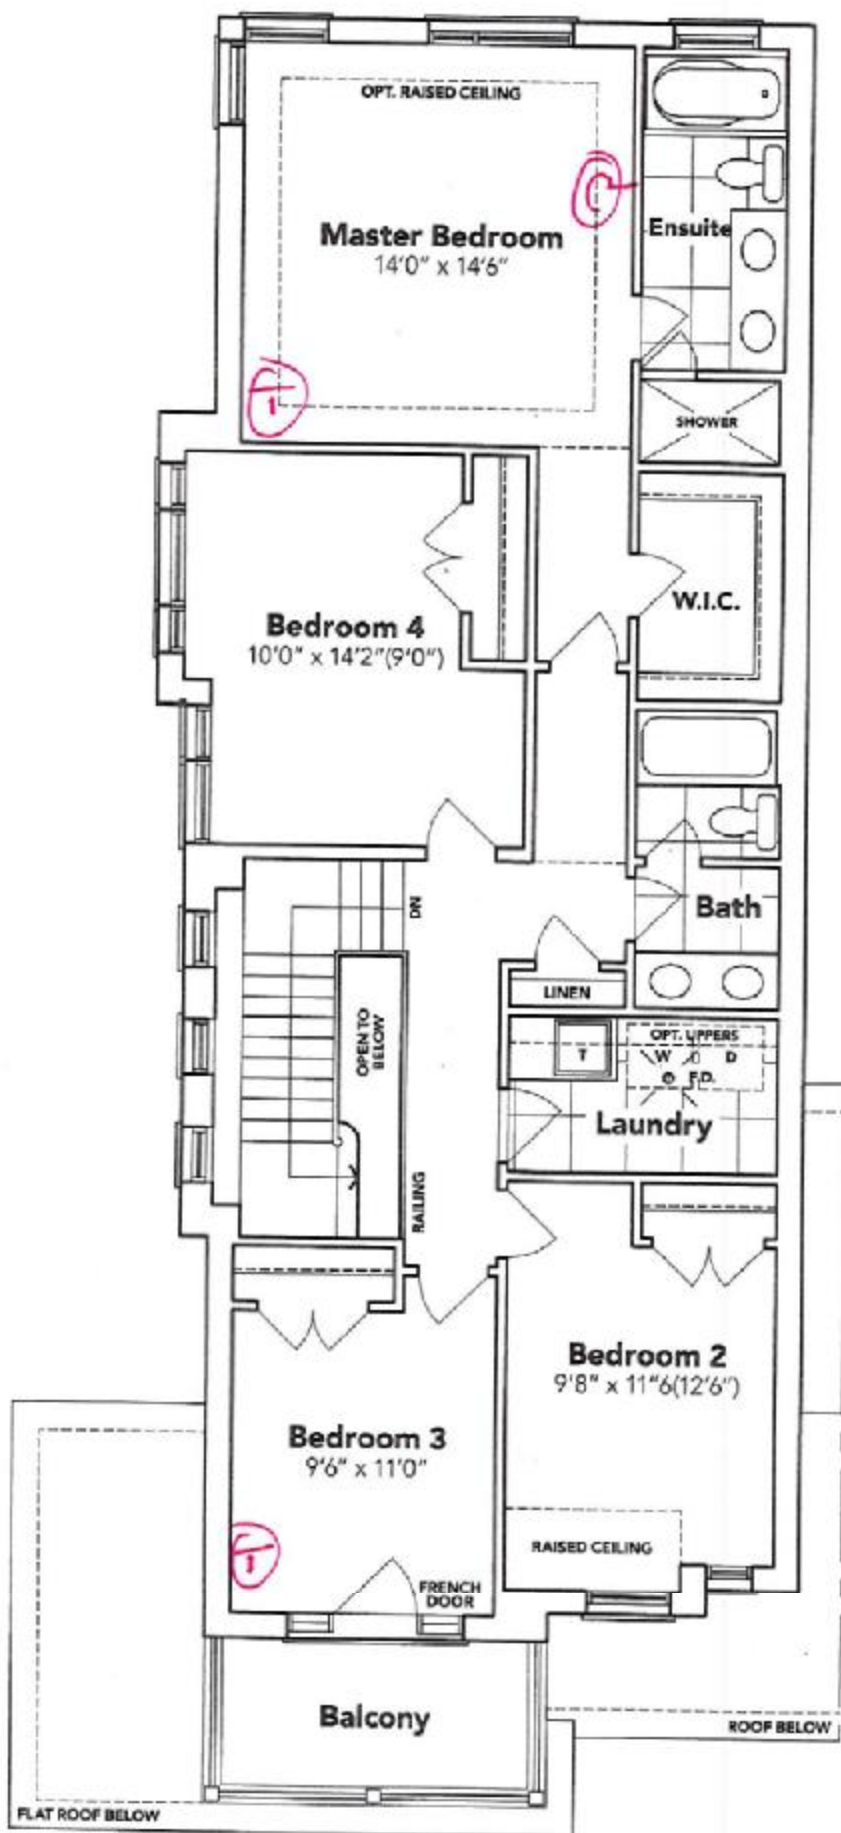 OPT. RAISED CEILING
Master Bedroom
14'0" x 14'6"
Ensuite
1
SHOWER
Bedroom 4
10'0" x 14'2"(9'0")
W.I.C.
DN
Bath
LINEN
OPEN TO
BELOW
OPT. UPPERS
T
W
D
F.D.
Laundry
RAILING
Bedroom 2
9'8" x 11"6(12'6")
Bedroom 3
9'6" x 11'0"
1
RAISED CEILING
FRENCH
DOOR
Balcony
ROOF BELOW
FLAT ROOF BELOW